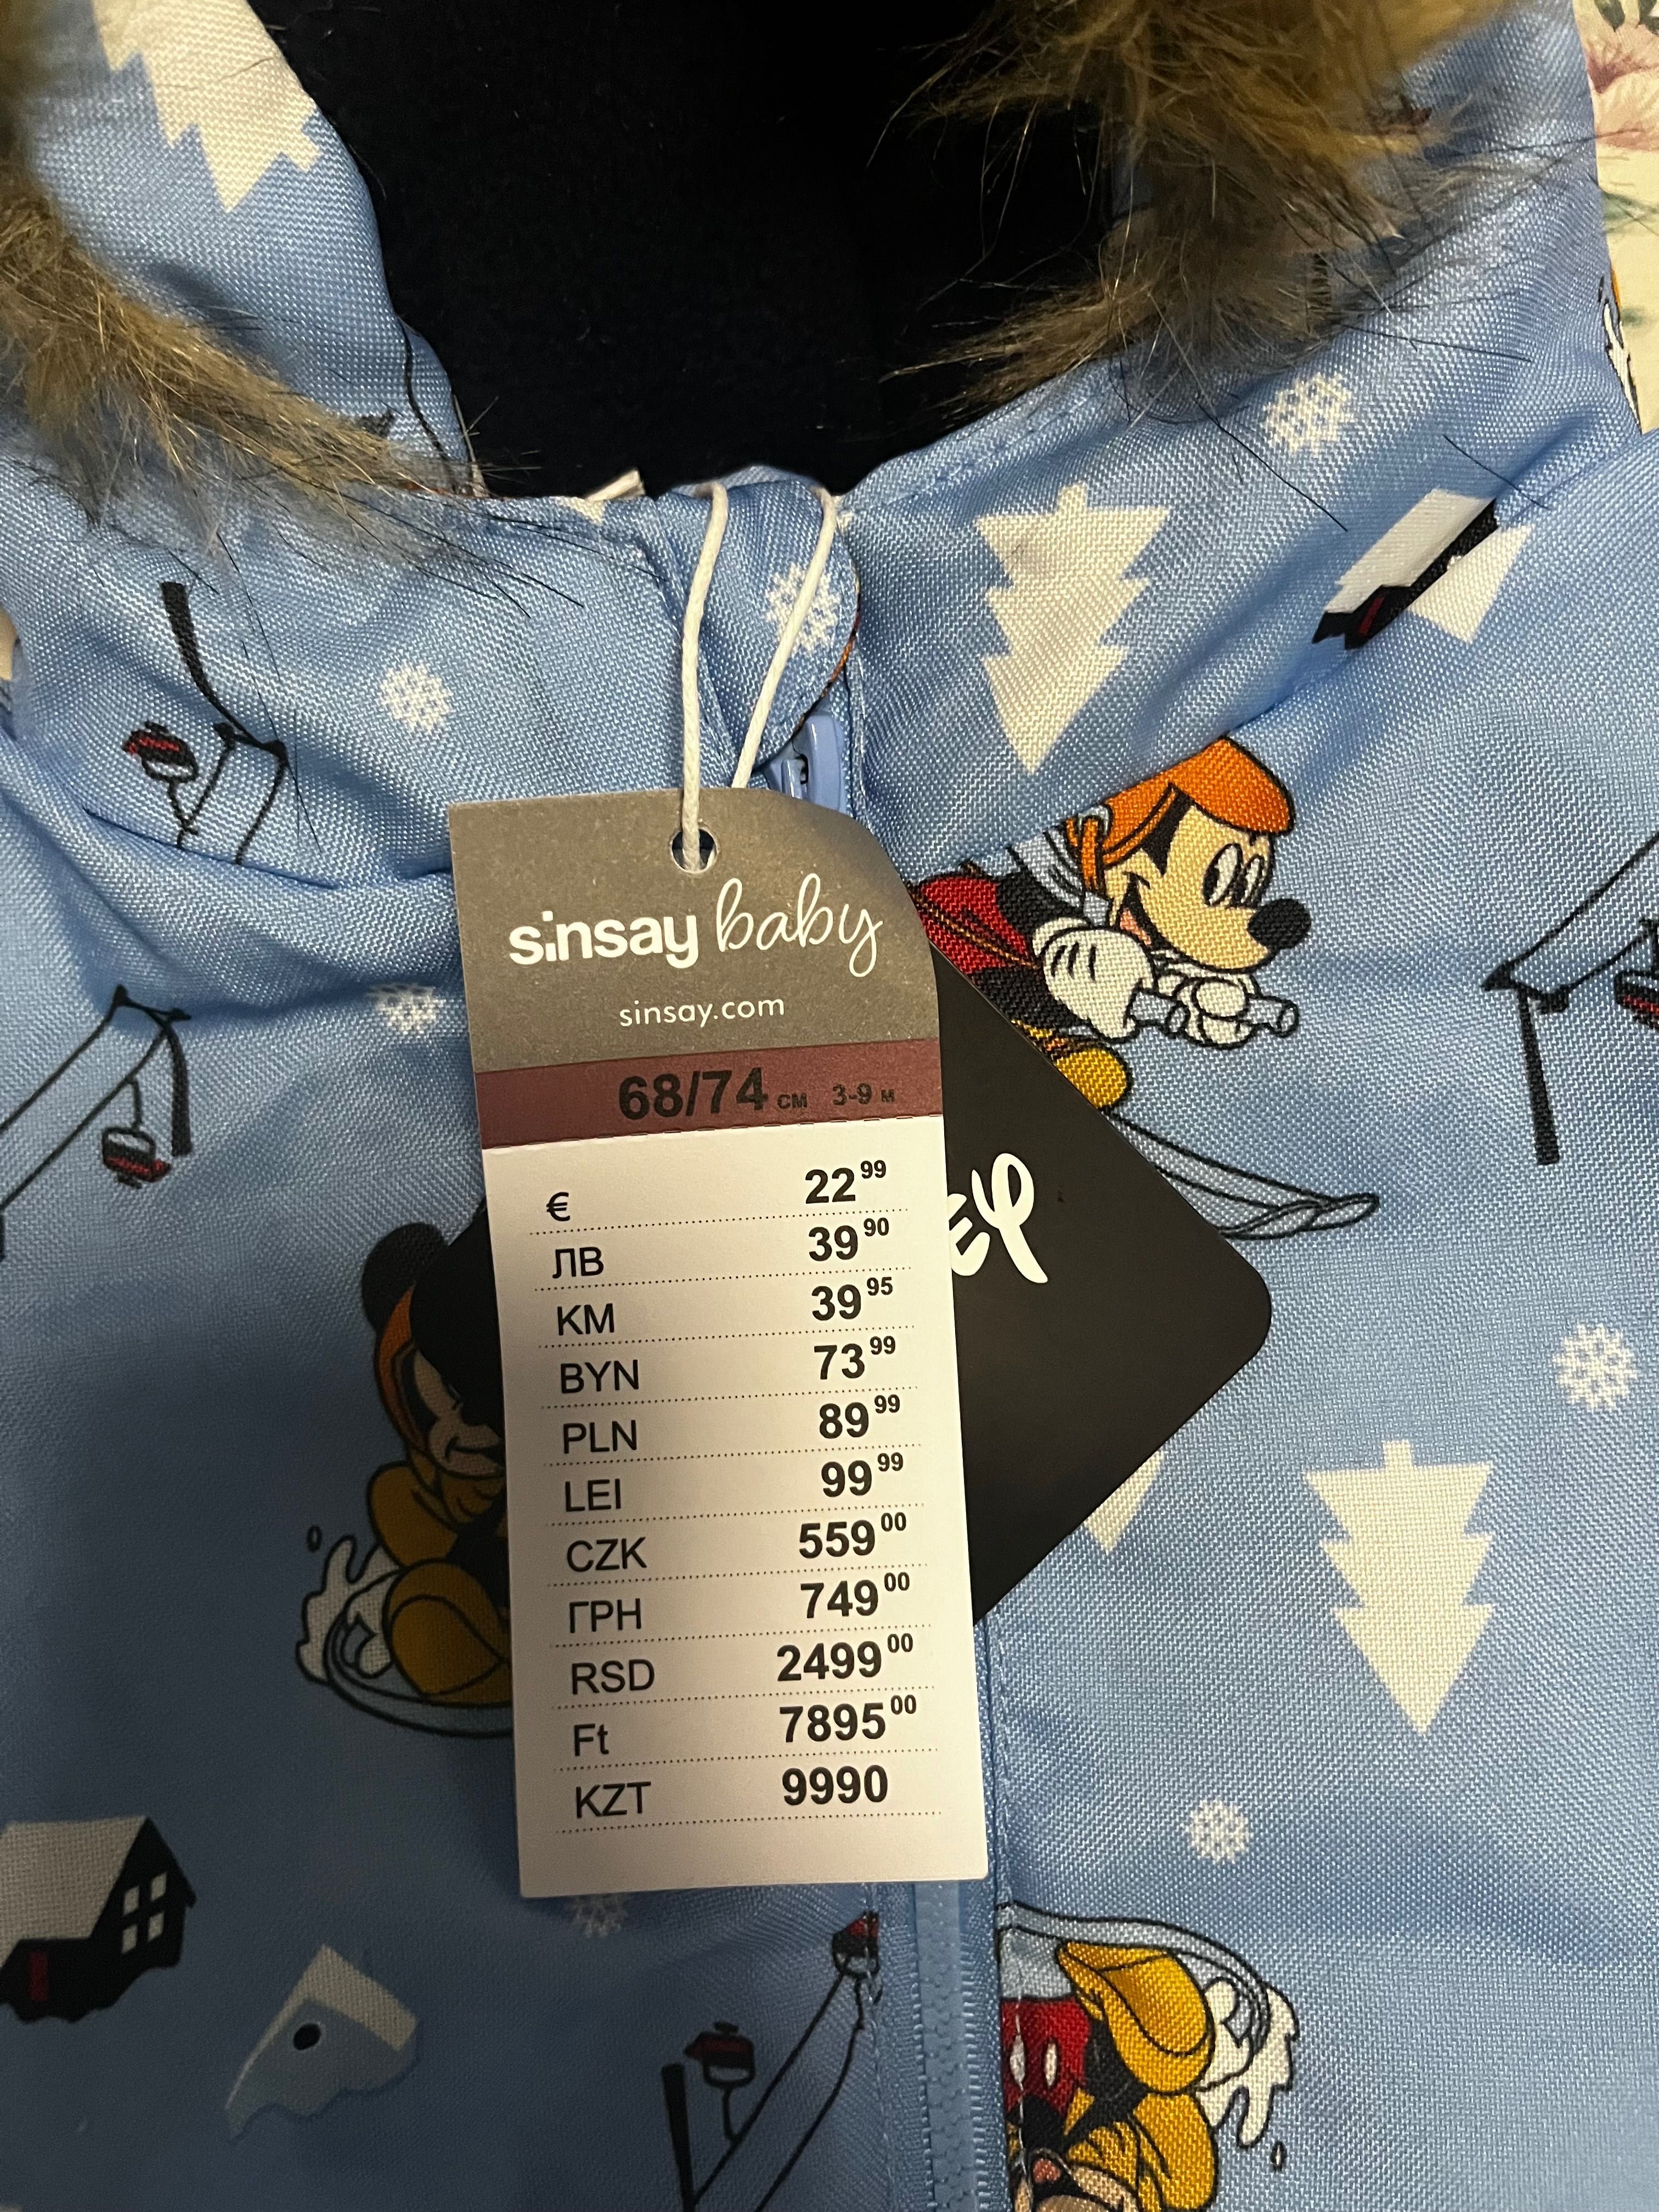 sinsay baby
sinsay.com
68/74 СМ 3-9 М
€ 22 99
ЛВ 39 90
KM 39 95
BYN 73 99
PLN 89 99
LEI 99 99
CZK 559 00
ГРН 749 00
RSD 2499 00
Ft 7895 00
KZT 9990